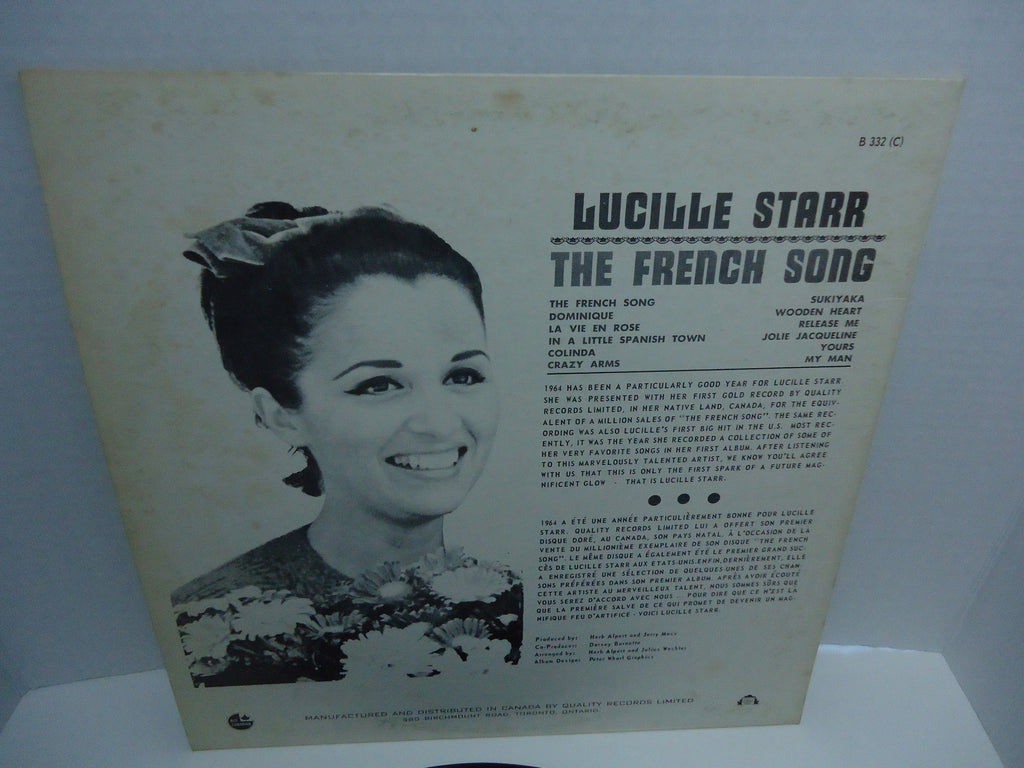 B 332 (C)
LUCILLE STARR
THE FRENCH SONG
THE FRENCH SONG
DOMINIQUE
LA VIE EN ROSE
IN A LITTLE SPANISH TOWN
COLINDA
CRAZY ARMS
SUKIYAKA
WOODEN HEART
RELEASE ME
JOLIE JACQUELINE
YOURS
MY MAN
1964 HAS BEEN A PARTICULARLY GOOD YEAR FOR LUCILLE STARR.
SHE WAS PRESENTED WITH HER FIRST GOLD RECORD BY QUALITY
RECORDS LIMITED, IN HER NATIVE LAND, CANADA, FOR THE EQUIV-
ALENT OF A MILLION SALES OF "THE FRENCH SONG". THE SAME REC-
ORDING WAS ALSO LUCILLE'S FIRST BIG HIT IN THE U.S. MOST REC-
ENTLY, IT WAS THE YEAR SHE RECORDED A COLLECTION OF SOME OF
HER VERY FAVORITE SONGS IN HER FIRST ALBUM. AFTER LISTENING
TO THIS MARVELOUSLY TALENTED ARTIST, WE KNOW YOU'LL AGREE
WITH US THAT THIS IS ONLY THE FIRST SPARK OF A FUTURE MAG-
NIFICENT GLOW - THAT IS LUCILLE STARR.
1964 A ÉTÉ UNE ANNÉE PARTICULIÈREMENT BONNE POUR LUCILLE
STARR. QUALITY RECORDS LIMITED LUI A OFFERT SON PREMIER
DISQUE DORÉ, AU CANADA, SON PAYS NATAL, À L'OCCASION DE LA
VENTE DU MILLIONIÈME EXEMPLAIRE DE SON DISQUE "THE FRENCH
SONG". LE MÊME DISQUE A ÉGALEMENT ÉTÉ LE PREMIER GRAND SUC-
CÈS DE LUCILLE STARR AUX ETATS UNIS. ENFIN, DERNIÈREMENT, ELLE
A ENREGISTRÉ UNE SÉLECTION DE QUELQUES-UNES DE SES CHAN-
SONS PRÉFÉRÉES DANS SON PREMIER ALBUM. APRÈS AVOIR ÉCOUTÉ
CETTE ARTISTE AU MERVEILLEUX TALENT, NOUS SOMMES SÛRS QUE
VOUS SEREZ D'ACCORD AVEC NOUS - POUR DIRE QUE CE N'EST LÀ
QUE LA PREMIÈRE SALVE DE CE QUI PROMET DE DEVENIR UN MAG-
NIFIQUE FEU D'ARTIFICE - VOICI LUCILLE STARR.
Produced by: Herb Alpert and Jerry Moss
Co-Producer: Dorsey Burnette
Arranged by: Herb Alpert and Julius Wechter
Album Design: Peter Whorf Graphics
MANUFACTURED AND DISTRIBUTED IN CANADA BY QUALITY RECORDS LIMITED
380 BIRCHMOUNT ROAD, TORONTO, ONTARIO